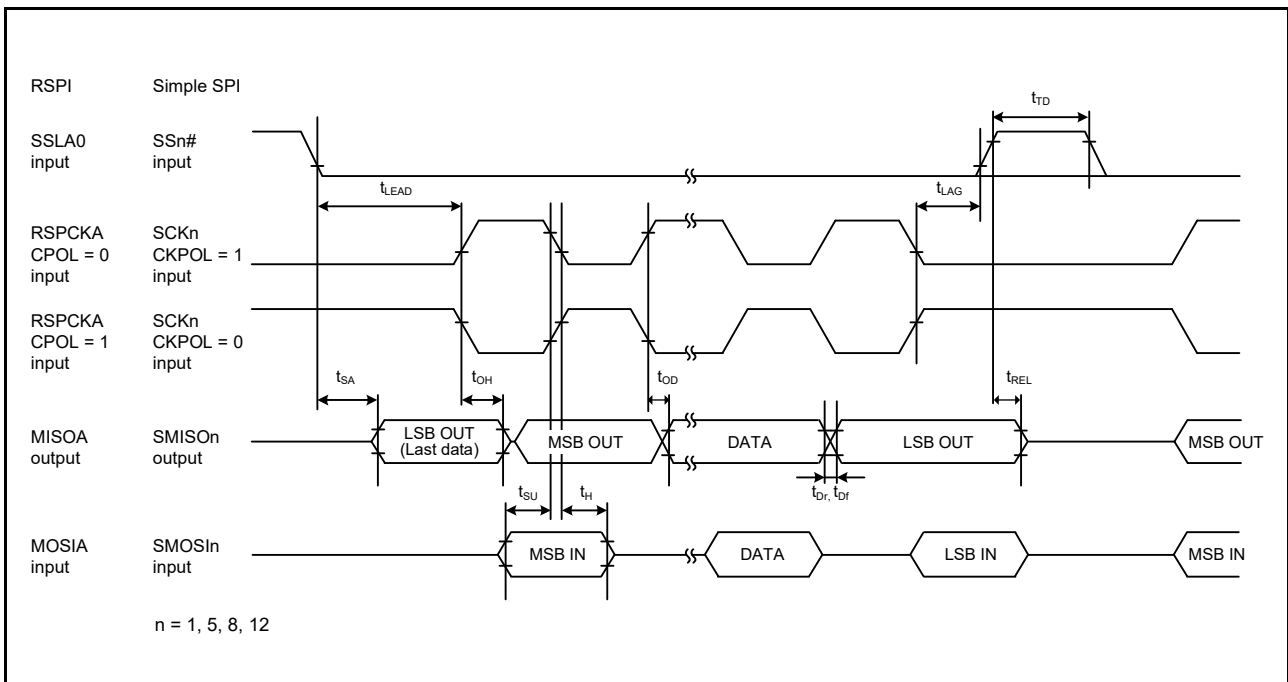 RSPI Simple SPI
tTD
SSLA0 SSn#
input input
tLEAD
tLAG
RSPCKA SCKn
CPOL = 0 CKPOL = 1
input input
RSPCKA SCKn
CPOL = 1 CKPOL = 0
input input
tSA tOH tOD tREL
MISOA SMISOn
output output
LSB OUT
(Last data)
MSB OUT DATA LSB OUT MSB OUT
tSU tH tDr, tDf
MOSIA SMOSIn
input input
MSB IN DATA LSB IN MSB IN
n = 1, 5, 8, 12